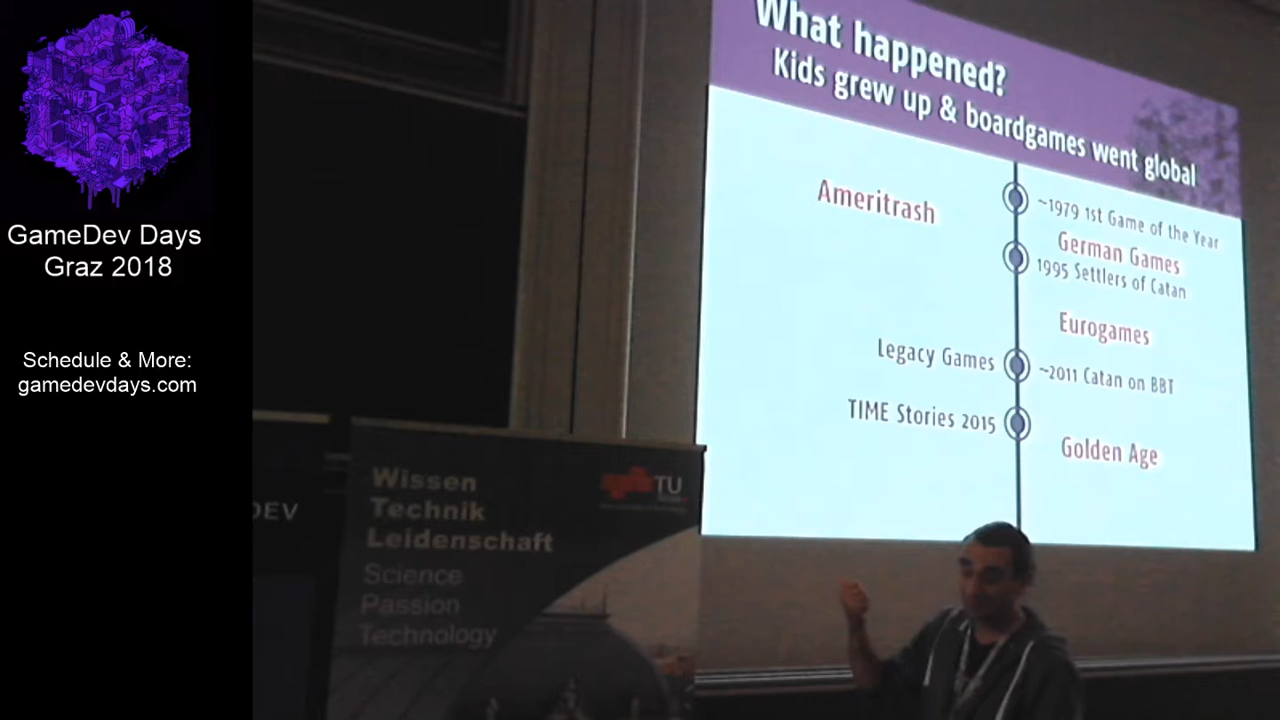 GameDev Days
Graz 2018
Schedule & More:
gamedevdays.com
What happened?
Kids grew up & boardgames went global
Ameritrash
~1979 1st Game of the Year
German Games
1995 Settlers of Catan
Eurogames
Legacy Games
~2011 Catan on BBT
TIME Stories 2015
Golden Age
DEV
Wissen
Technik
Leidenschaft
Science
Passion
Technology
TU